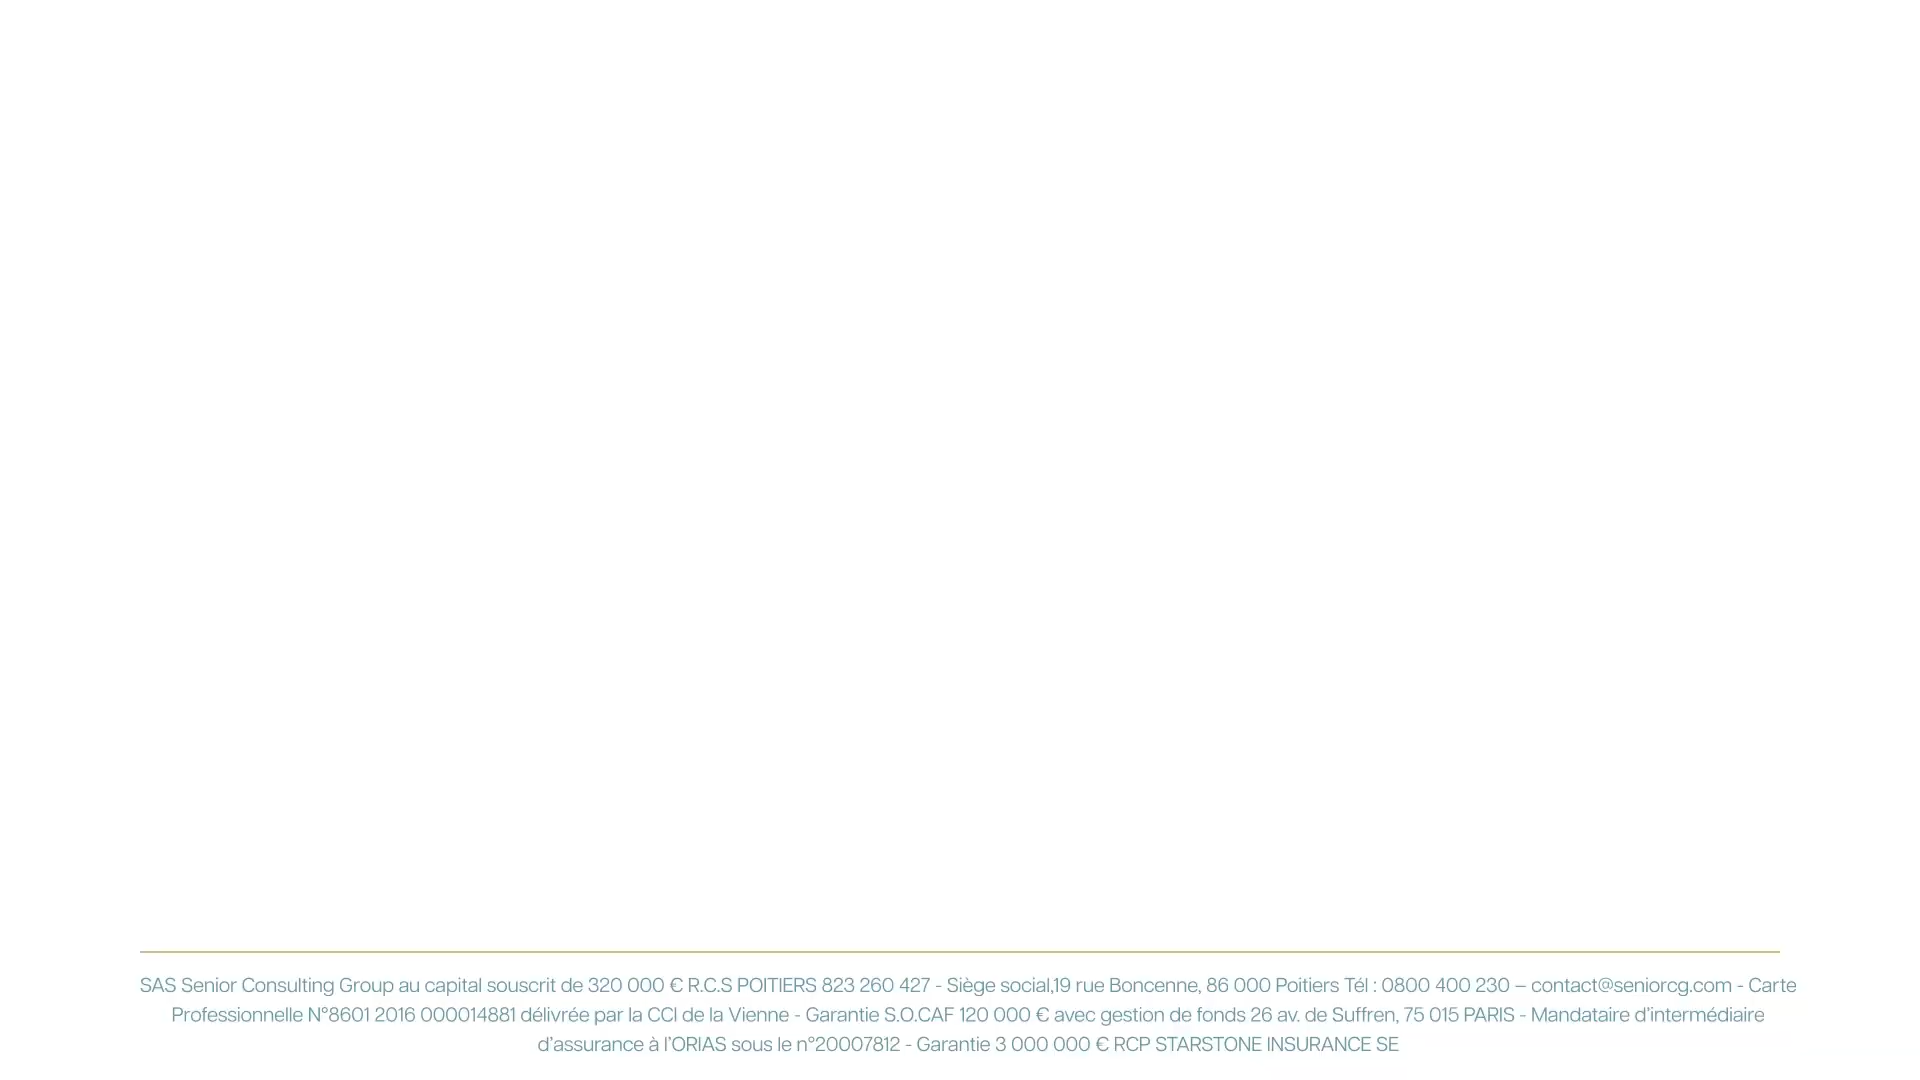 SAS Senior Consulting Group au capital souscrit de 320 000 € R.C.S POITIERS 823 260 427 - Siège social,19 rue Boncenne, 86 000 Poitiers Tél : 0800 400 230 – contact@seniorcg.com - Carte
Professionnelle N°8601 2016 000014881 délivrée par la CCI de la Vienne - Garantie S.O.CAF 120 000 € avec gestion de fonds 26 av. de Suffren, 75 015 PARIS - Mandataire d’intermédiaire
d’assurance à l’ORIAS sous le n°20007812 - Garantie 3 000 000 € RCP STARSTONE INSURANCE SE